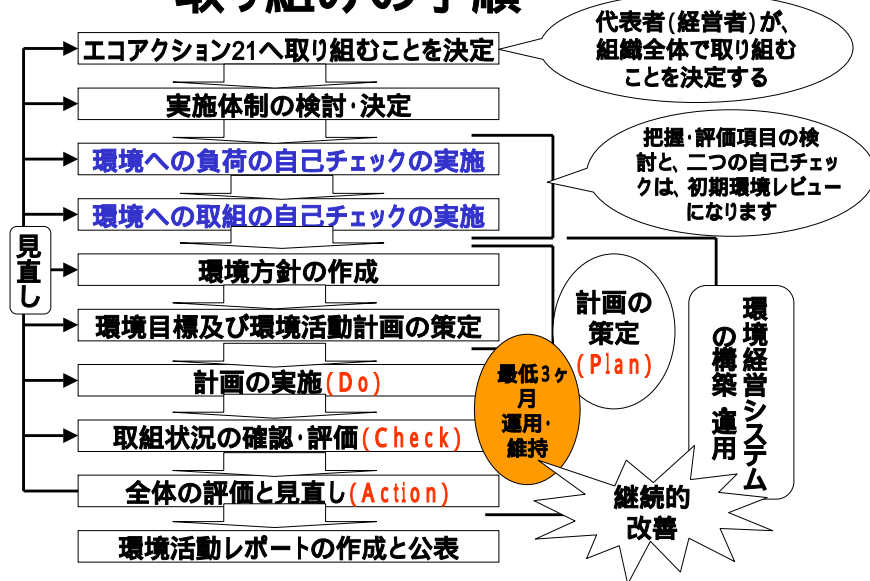 取り組みの手順
エコアクション21へ取り組むことを決定
代表者(経営者)が、
組織全体で取り組む
ことを決定する
実施体制の検討・決定
環境への負荷の自己チェックの実施
把握・評価項目の検
討と、二つの自己チェッ
クは、初期環境レビュー
になります
環境への取組の自己チェックの実施
見直し
環境方針の作成
環境目標及び環境活動計画の策定
計画の
策定
(Plan)
環境経営システム
の構築・運用
計画の実施(Do)
最低3ヶ
月
運用・
維持
取組状況の確認・評価(Check)
全体の評価と見直し(Action)
継続的
改善
環境活動レポートの作成と公表